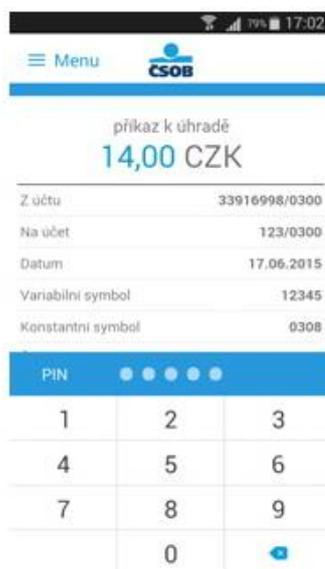 79% 17:02
Menu ČSOB
příkaz k úhradě
14,00 CZK
Z účtu 33916998/0300
Na účet 123/0300
Datum 17.06.2015
Variabilní symbol 12345
Konstantní symbol 0308
PIN
1 2 3
4 5 6
7 8 9
0